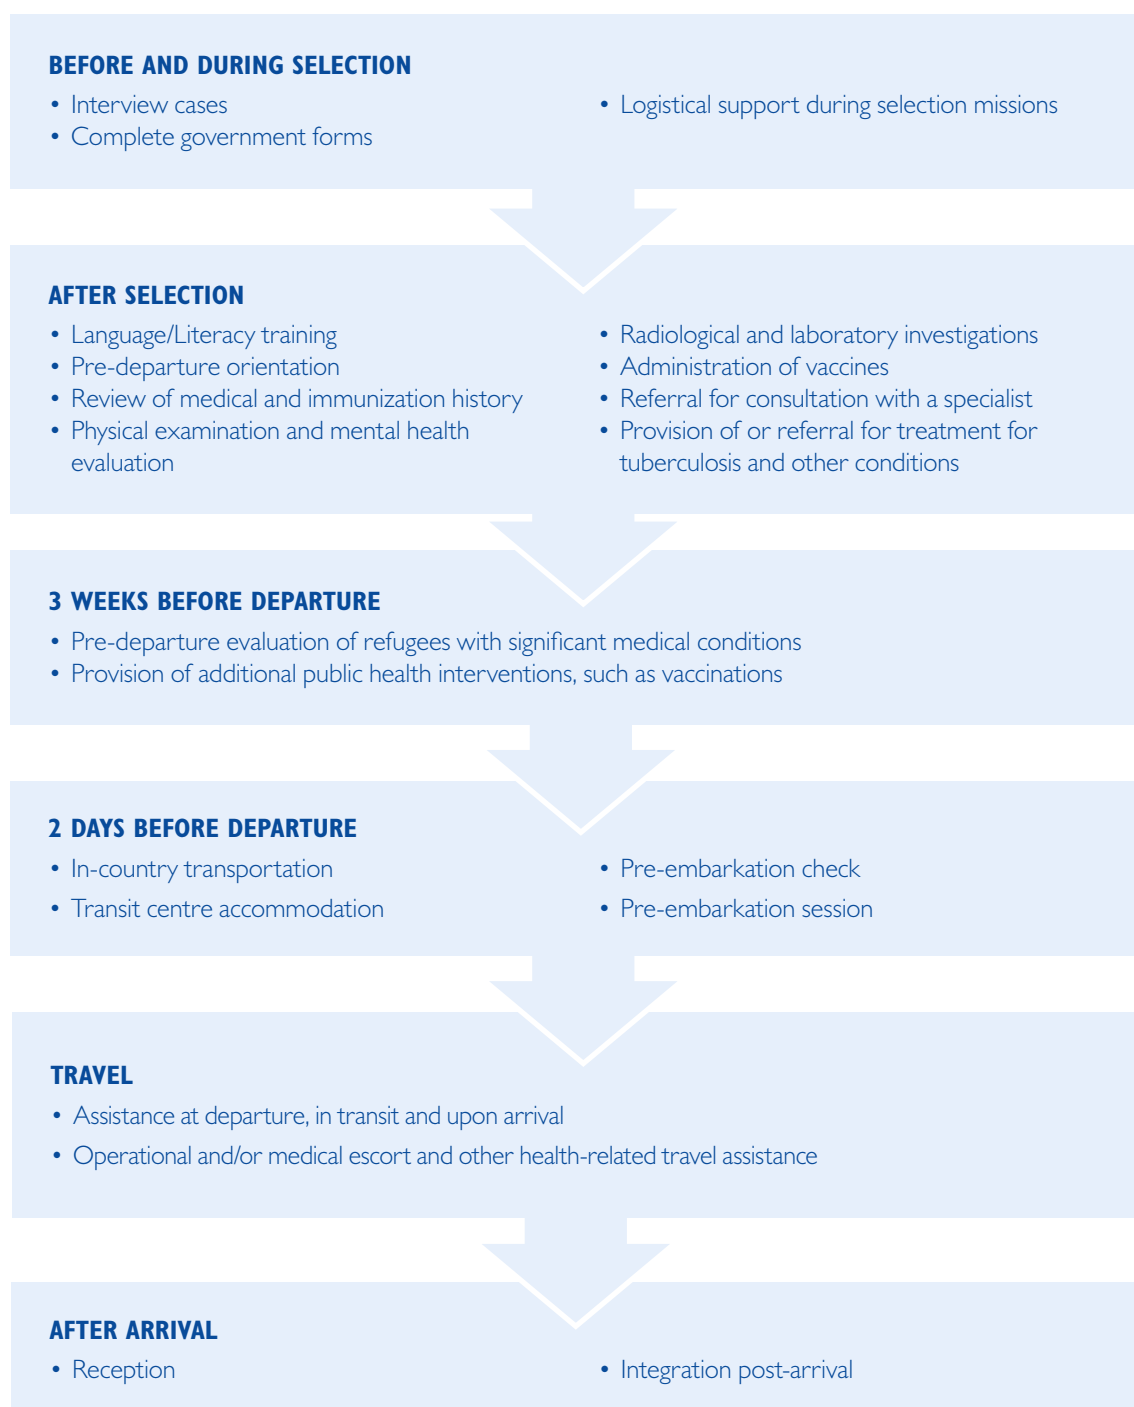 BEFORE AND DURING SELECTION
• Interview cases
• Complete government forms
• Logistical support during selection missions
AFTER SELECTION
• Language/Literacy training
• Pre-departure orientation
• Review of medical and immunization history
• Physical examination and mental health
evaluation
• Radiological and laboratory investigations
• Administration of vaccines
• Referral for consultation with a specialist
• Provision of or referral for treatment for
tuberculosis and other conditions
3 WEEKS BEFORE DEPARTURE
• Pre-departure evaluation of refugees with significant medical conditions
• Provision of additional public health interventions, such as vaccinations
2 DAYS BEFORE DEPARTURE
• In-country transportation
• Transit centre accommodation
• Pre-embarkation check
• Pre-embarkation session
TRAVEL
• Assistance at departure, in transit and upon arrival
• Operational and/or medical escort and other health-related travel assistance
AFTER ARRIVAL
• Reception
• Integration post-arrival